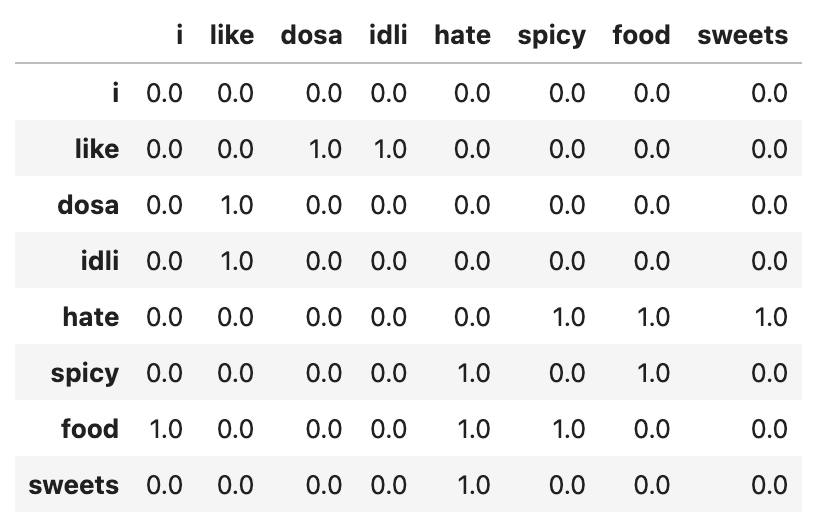 i like dosa idli hate spicy food sweets
i 0.0 0.0 0.0 0.0 0.0 0.0 0.0 0.0
like 0.0 0.0 1.0 1.0 0.0 0.0 0.0 0.0
dosa 0.0 1.0 0.0 0.0 0.0 0.0 0.0 0.0
idli 0.0 1.0 0.0 0.0 0.0 0.0 0.0 0.0
hate 0.0 0.0 0.0 0.0 0.0 1.0 1.0 1.0
spicy 0.0 0.0 0.0 0.0 1.0 0.0 1.0 0.0
food 1.0 0.0 0.0 0.0 1.0 1.0 0.0 0.0
sweets 0.0 0.0 0.0 0.0 1.0 0.0 0.0 0.0